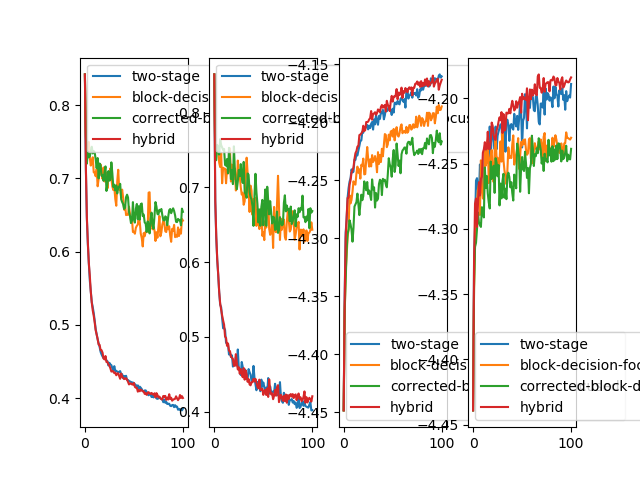 0.8
0.7
0.6
0.5
0.4
0
100
two-stage
block-decis
corrected-b
hybrid
0.8
0.7
0.6
0.5
0.4
0
100
two-stage
block-decis
corrected-b
hybrid
−4.15
−4.20
−4.25
−4.30
−4.35
−4.40
−4.45
0
100
two-stage
block-decis
corrected-b
hybrid
−4.20
−4.25
−4.30
−4.35
−4.40
−4.45
0
100
two-stage
block-decision-foc
corrected-block-d
hybrid